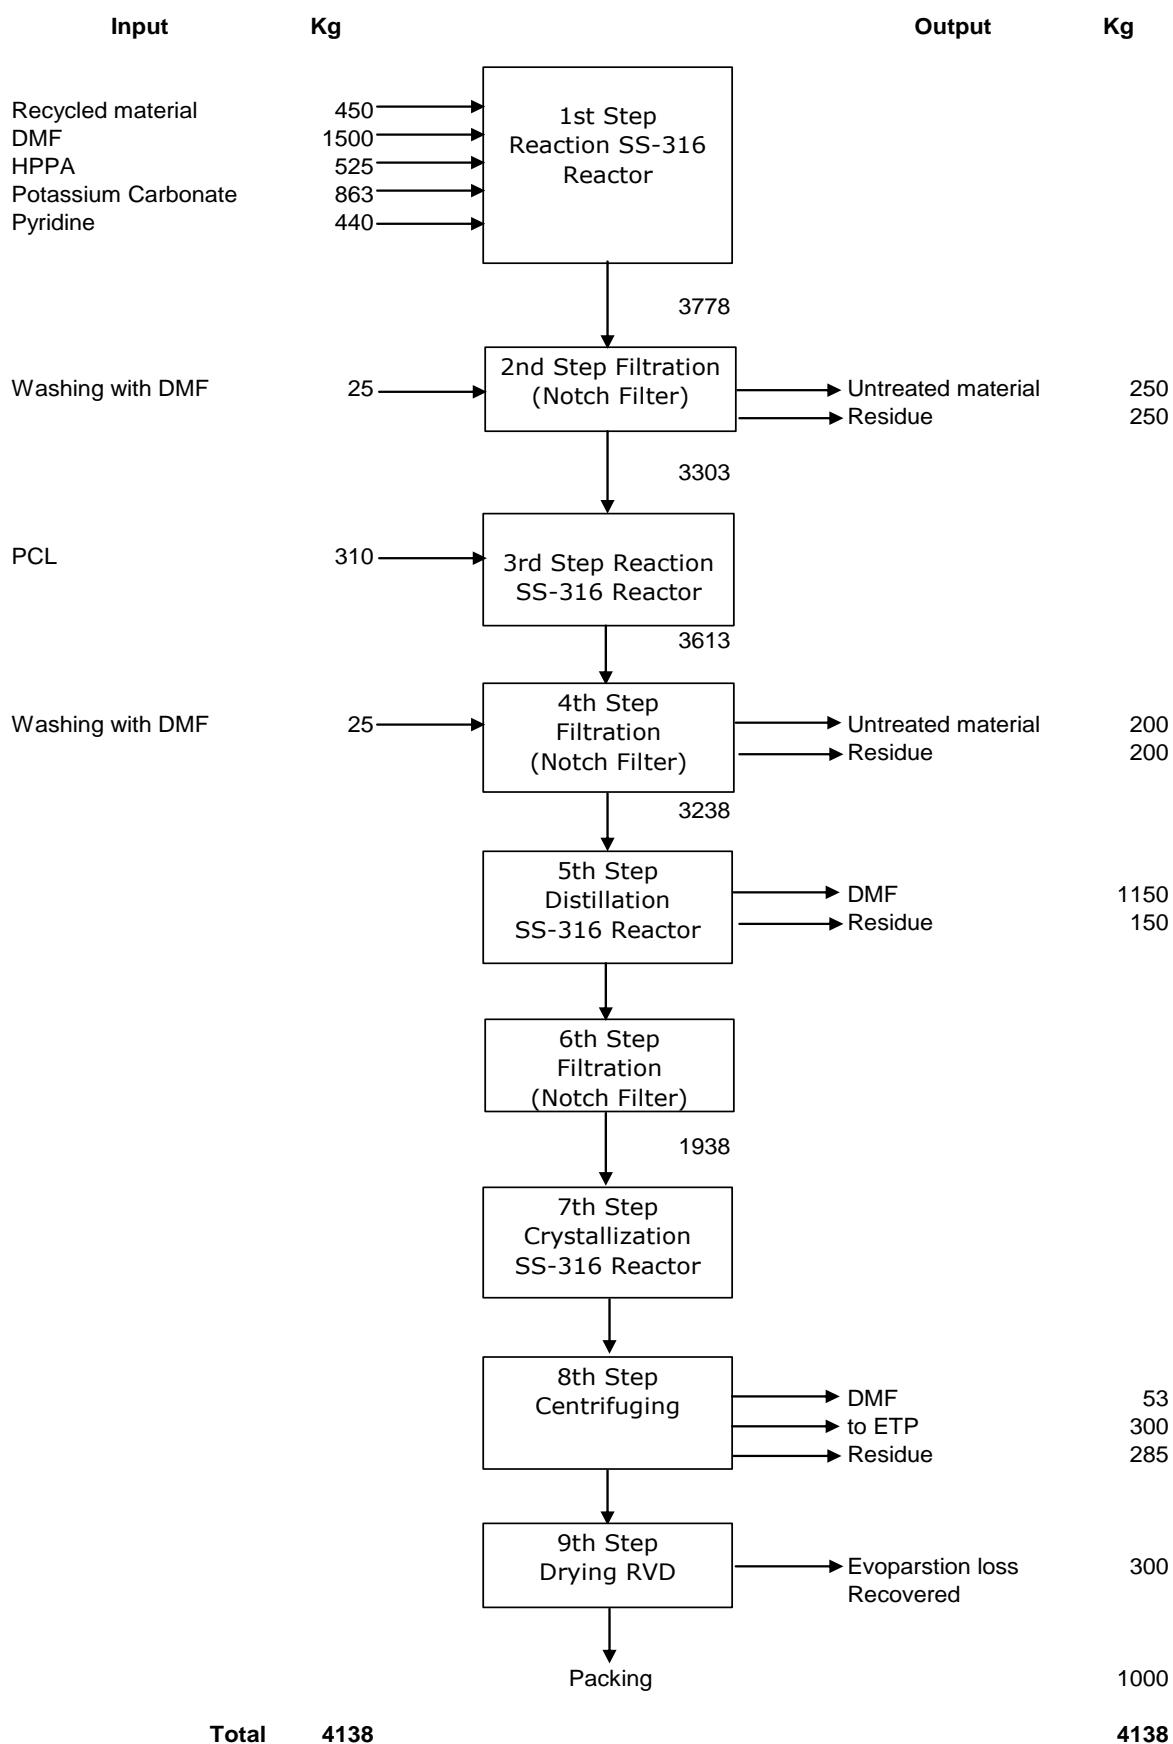 Input Kg Output Kg
Recycled material 450
DMF 1500
HPPA 525
Potassium Carbonate 863
Pyridine 440
1st Step
Reaction SS-316
Reactor
3778
Washing with DMF 25
2nd Step Filtration
(Notch Filter)
Untreated material 250
Residue 250
3303
PCL 310
3rd Step Reaction
SS-316 Reactor
3613
Washing with DMF 25
4th Step
Filtration
(Notch Filter)
Untreated material 200
Residue 200
3238
5th Step
Distillation
SS-316 Reactor
DMF 1150
Residue 150
6th Step
Filtration
(Notch Filter)
1938
7th Step
Crystallization
SS-316 Reactor
8th Step
Centrifuging
DMF 53
to ETP 300
Residue 285
9th Step
Drying RVD
Evoparstion loss 300
Recovered
Packing 1000
Total 4138 4138